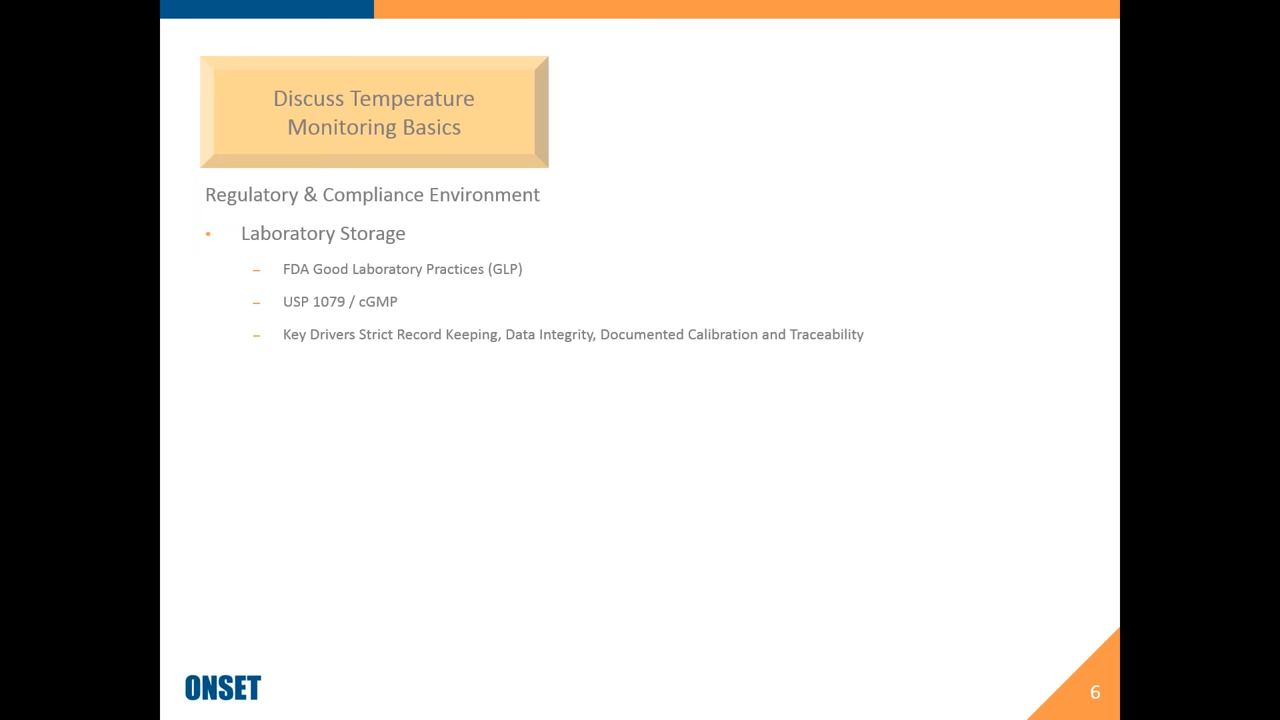 Discuss Temperature
Monitoring Basics
Regulatory & Compliance Environment
• Laboratory Storage
– FDA Good Laboratory Practices (GLP)
– USP 1079 / cGMP
– Key Drivers Strict Record Keeping, Data Integrity, Documented Calibration and Traceability
ONSET
6